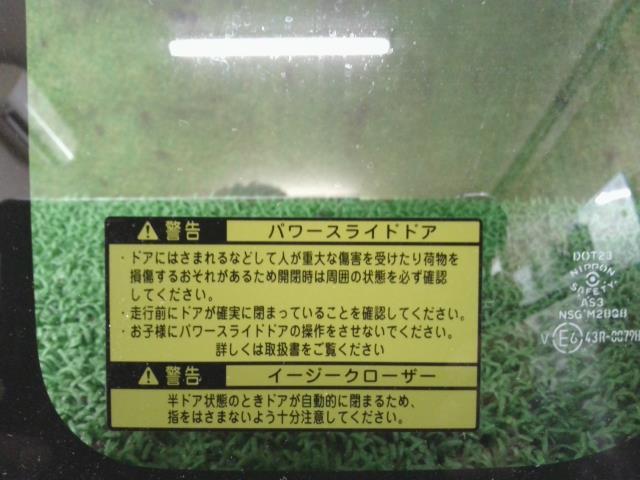 警告 パワースライドドア
・ドアにはさまれるなどして人が重大な傷害を受けたり荷物を
損傷するおそれがあるため開閉時は周囲の状態を必ず確認
してください。
・走行前にドアが確実に閉まっていることを確認してください。
・お子様にパワースライドドアの操作をさせないでください。
詳しくは取扱書をご覧ください
警告 イージークローザー
半ドア状態のときドアが自動的に閉まるため、
指をはさまないよう十分注意してください。
DOT23
NIPPON
SAFETY
AS3
NSG M28QB
V E6 43R-0079